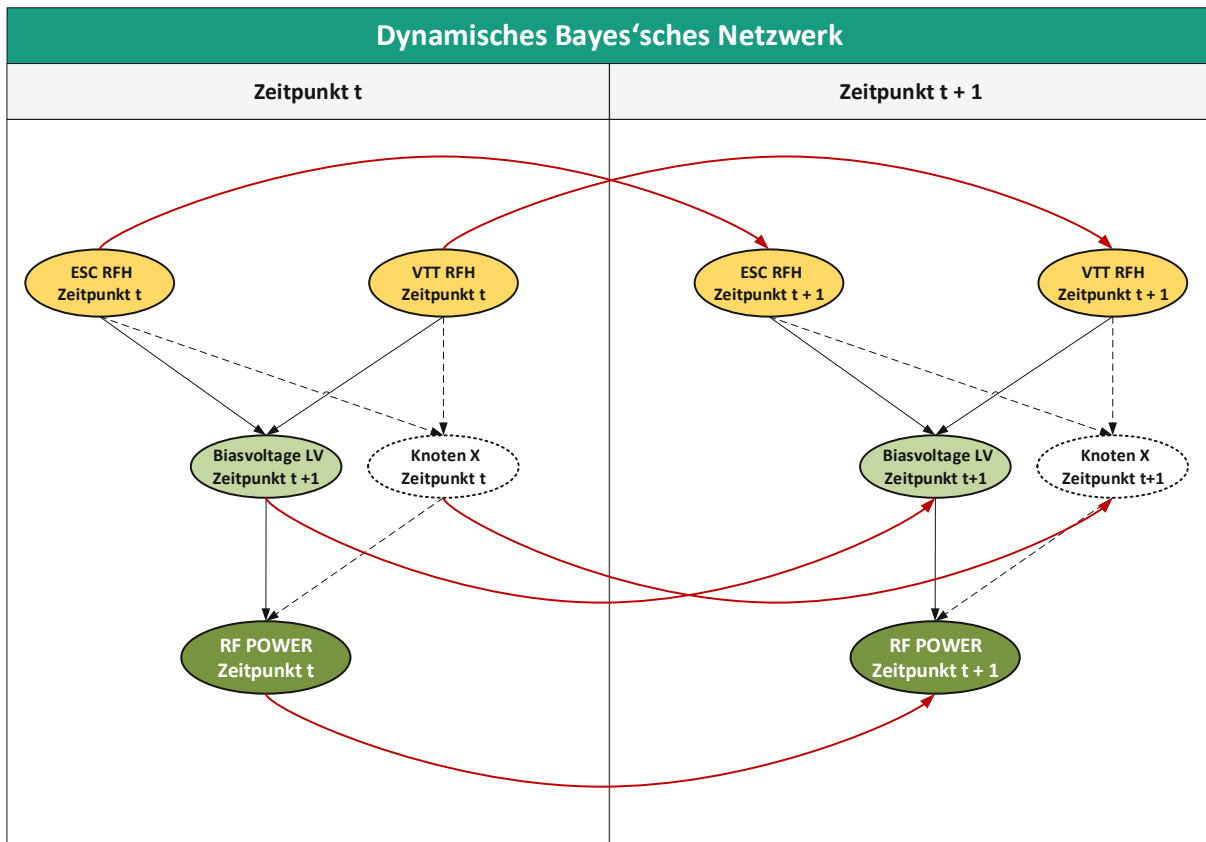 Dynamisches Bayes‘sches Netzwerk
Zeitpunkt t
Zeitpunkt t + 1
ESC RFH
Zeitpunkt t
VTT RFH
Zeitpunkt t
ESC RFH
Zeitpunkt t + 1
VTT RFH
Zeitpunkt t + 1
Biasvoltage LV
Zeitpunkt t +1
Knoten X
Zeitpunkt t
Biasvoltage LV
Zeitpunkt t+1
Knoten X
Zeitpunkt t+1
RF POWER
Zeitpunkt t
RF POWER
Zeitpunkt t + 1